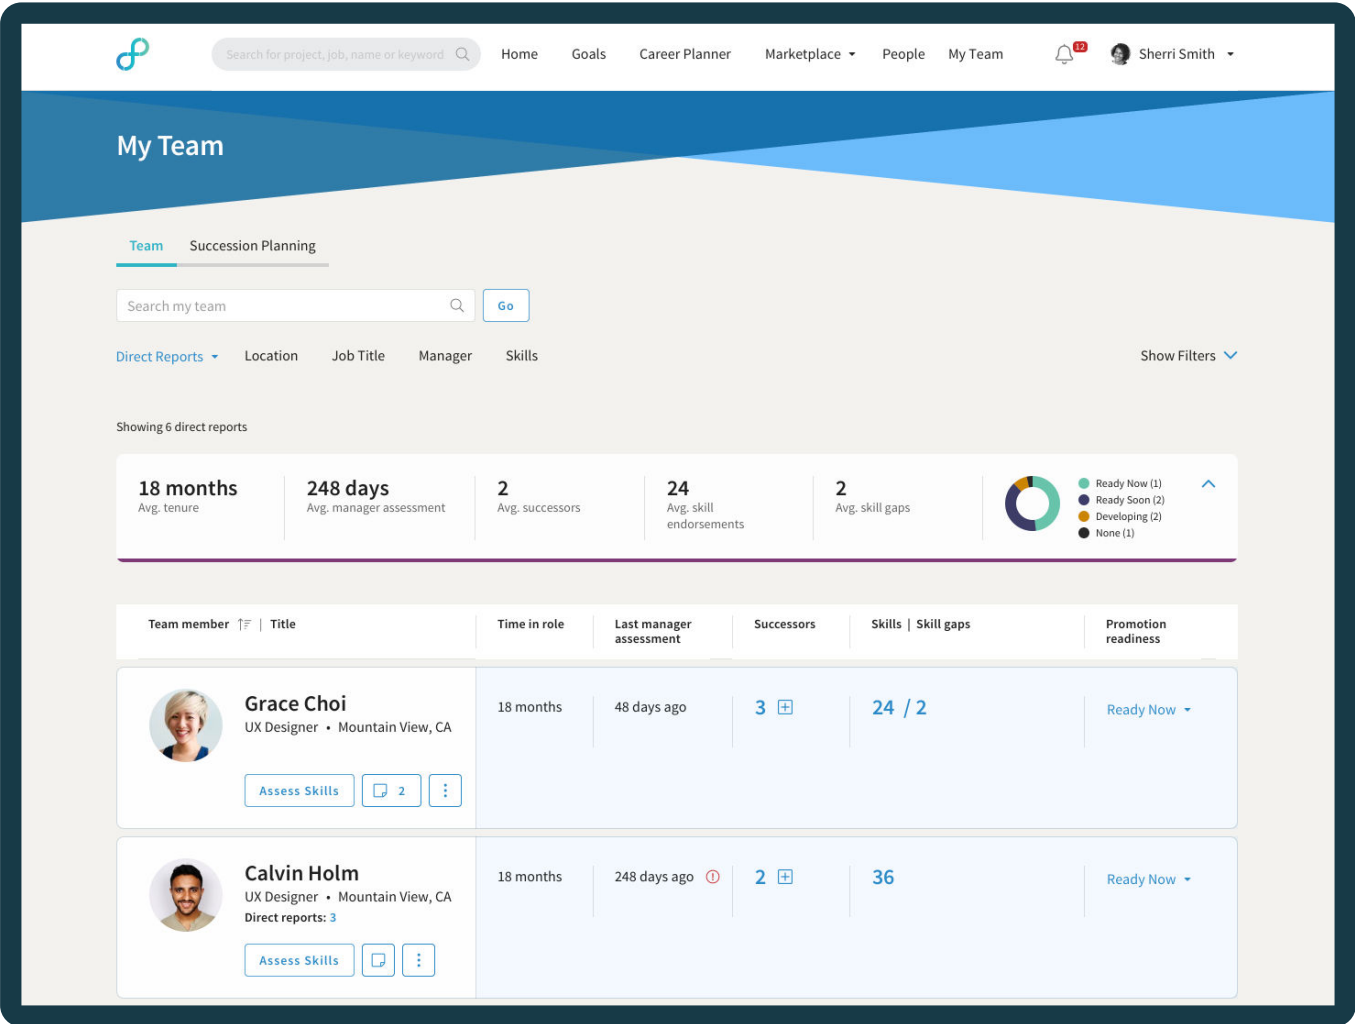 Search for project, job, name or keyword
Home
Goals
Career Planner
Marketplace
People
My Team
12
Sherri Smith
My Team
Team
Succession Planning
Search my team
Go
Direct Reports
Location
Job Title
Manager
Skills
Show Filters
Showing 6 direct reports
18 months
Avg. tenure
248 days
Avg. manager assessment
2
Avg. successors
24
Avg. skill
endorsements
2
Avg. skill gaps
Ready Now (1)
Ready Soon (2)
Developing (2)
None (1)
Team member | Title
Time in role
Last manager
assessment
Successors
Skills | Skill gaps
Promotion
readiness
Grace Choi
UX Designer • Mountain View, CA
Assess Skills
2
18 months
48 days ago
3
24 / 2
Ready Now
Calvin Holm
UX Designer • Mountain View, CA
Direct reports: 3
Assess Skills
18 months
248 days ago
2
36
Ready Now